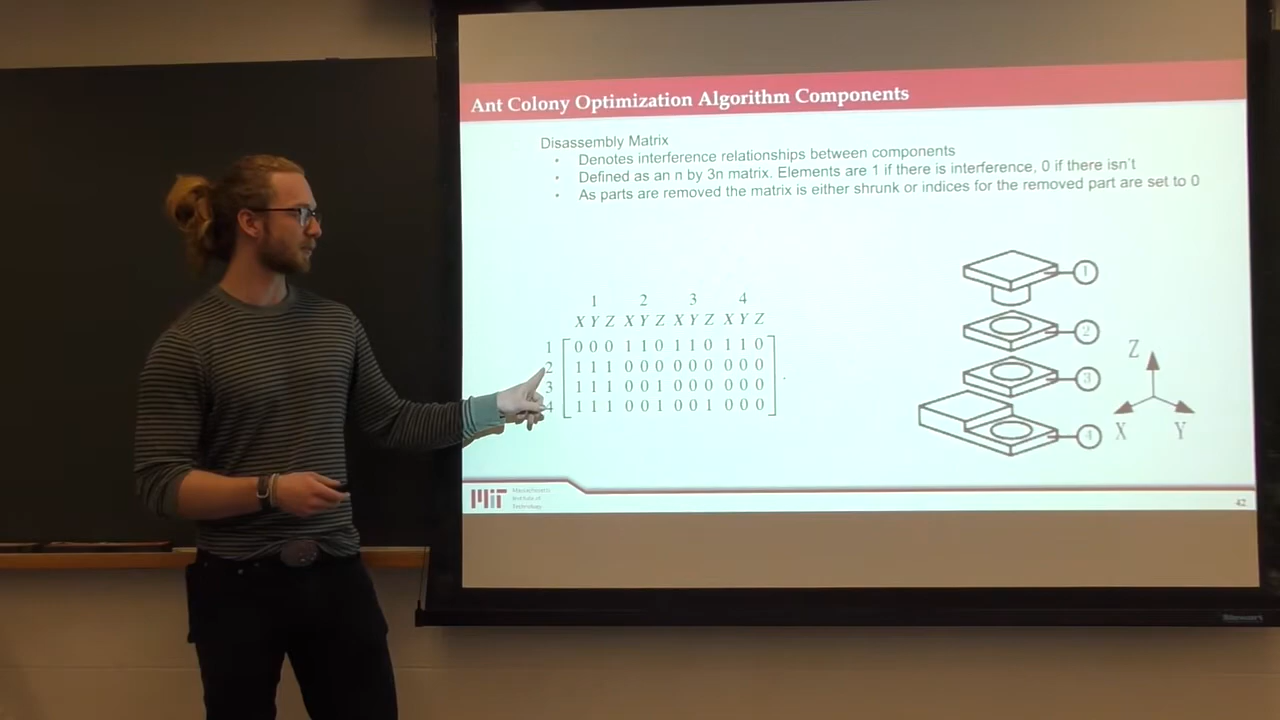 Ant Colony Optimization Algorithm Components
Disassembly Matrix
• Denotes interference relationships between components
• Defined as an n by 3n matrix. Elements are 1 if there is interference, 0 if there isn't
• As parts are removed the matrix is either shrunk or indices for the removed part are set to 0
1 2 3 4
X Y Z X Y Z X Y Z X Y Z
1 0 0 0 1 1 0 1 1 0 1 1 0
2 1 1 1 0 0 0 0 0 0 0 0 0
3 1 1 1 0 0 1 0 0 0 0 0 0
4 1 1 1 0 0 1 0 0 1 0 0 0
1
2
3
4
Z
X Y
MIT
Massachusetts
Institute of
Technology
42